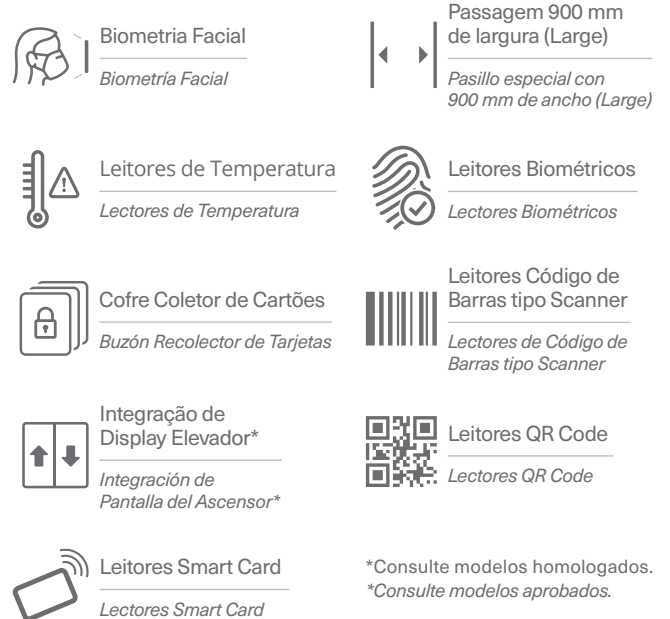 Biometria Facial
Biometría Facial
Passagem 900 mm
de largura (Large)
Pasillo especial con
900 mm de ancho (Large)
Leitores de Temperatura
Lectores de Temperatura
Leitores Biométricos
Lectores Biométricos
Cofre Coletor de Cartões
Buzón Recolector de Tarjetas
Leitores Código de
Barras tipo Scanner
Lectores de Código de
Barras tipo Scanner
Integração de
Display Elevador*
Integración de
Pantalla del Ascensor*
Leitores QR Code
Lectores QR Code
Leitores Smart Card
Lectores Smart Card
*Consulte modelos homologados.
*Consulte modelos aprobados.